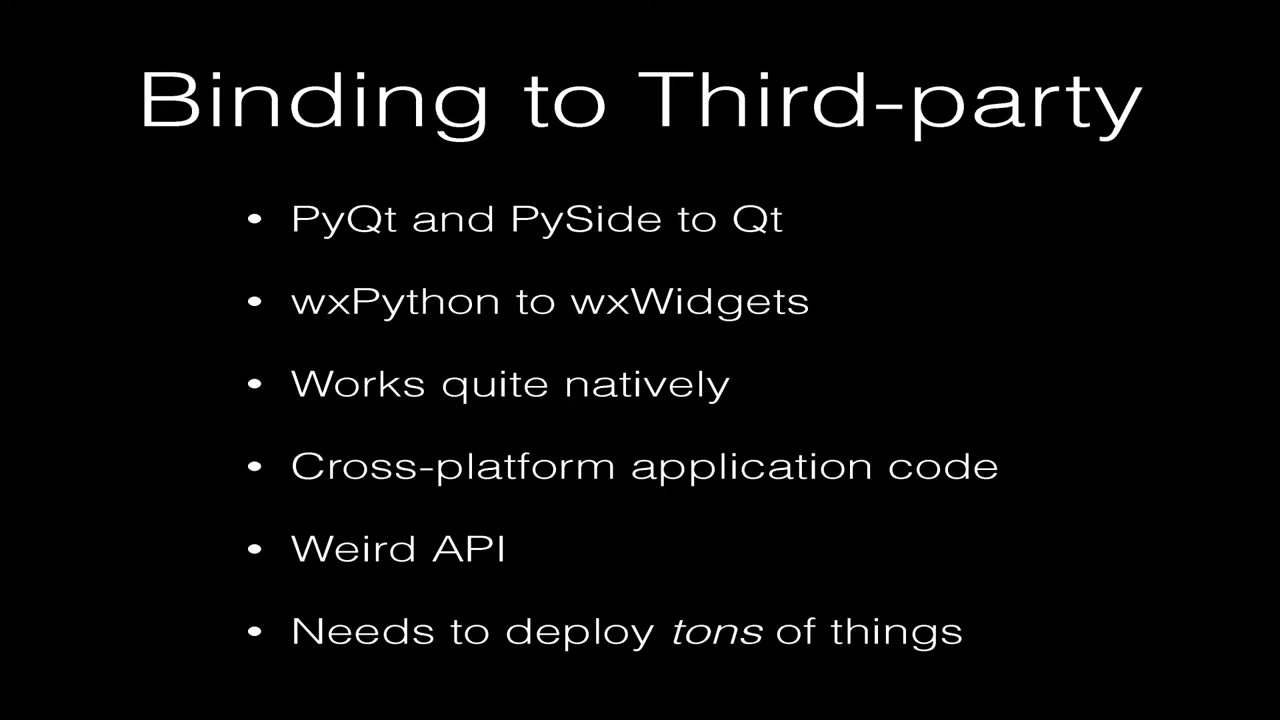 Binding to Third-party
• PyQt and PySide to Qt
• wxPython to wxWidgets
• Works quite natively
• Cross-platform application code
• Weird API
• Needs to deploy tons of things